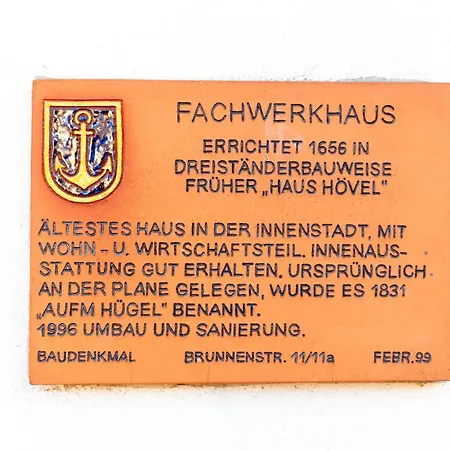 FACHWERKHAUS
ERRICHTET 1656 IN
DREISTÄNDERBAUWEISE
FRÜHER „HAUS HÖVEL"
ÄLTESTES HAUS IN DER INNENSTADT, MIT
WOHN- U. WIRTSCHAFTSTEIL. INNENAUS-
STATTUNG GUT ERHALTEN, URSPRÜNGLICH
AN DER PLANE GELEGEN, WURDE ES 1831
„AUFM HÜGEL" BENANNT.
1996 UMBAU UND SANIERUNG.
BAUDENKMAL BRUNNENSTR. 11/11a FEBR. 99